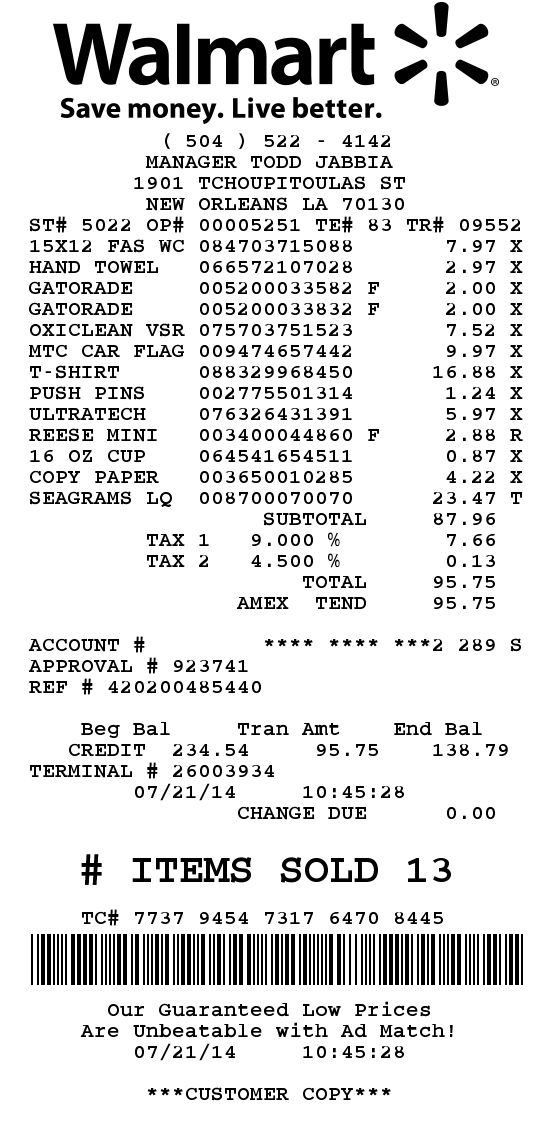 Walmart
®
Save money. Live better.
( 504 ) 522 - 4142
MANAGER TODD JABBIA
1901 TCHOUPITOULAS ST
NEW ORLEANS LA 70130
ST# 5022 OP# 00005251 TE# 83 TR# 09552
15X12 FAS WC 084703715088 7.97 X
HAND TOWEL 066572107028 2.97 X
GATORADE 005200033582 F 2.00 X
GATORADE 005200033832 F 2.00 X
OXICLEAN VSR 075703751523 7.52 X
MTC CAR FLAG 009474657442 9.97 X
T-SHIRT 088329968450 16.88 X
PUSH PINS 002775501314 1.24 X
ULTRATECH 076326431391 5.97 X
REESE MINI 003400044860 F 2.88 R
16 OZ CUP 064541654511 0.87 X
COPY PAPER 003650010285 4.22 X
SEAGRAMS LQ 008700070070 23.47 T
SUBTOTAL 87.96
TAX 1 9.000 % 7.66
TAX 2 4.500 % 0.13
TOTAL 95.75
AMEX TEND 95.75
ACCOUNT # **** **** ***2 289 S
APPROVAL # 923741
REF # 420200485440
Beg Bal Tran Amt End Bal
CREDIT 234.54 95.75 138.79
TERMINAL # 26003934
07/21/14 10:45:28
CHANGE DUE 0.00
# ITEMS SOLD 13
TC# 7737 9454 7317 6470 8445
Our Guaranteed Low Prices
Are Unbeatable with Ad Match!
07/21/14 10:45:28
***CUSTOMER COPY***